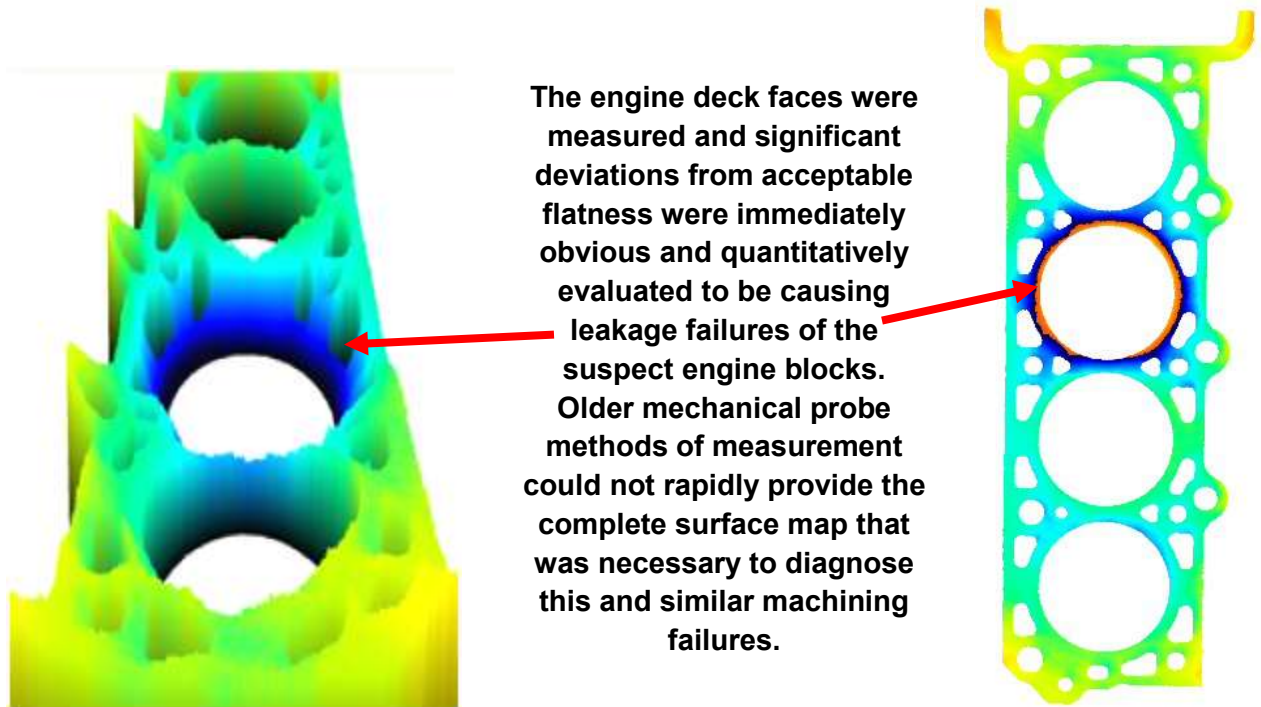 The engine deck faces were
measured and significant
deviations from acceptable
flatness were immediately
obvious and quantitatively
evaluated to be causing
leakage failures of the
suspect engine blocks.
Older mechanical probe
methods of measurement
could not rapidly provide the
complete surface map that
was necessary to diagnose
this and similar machining
failures.